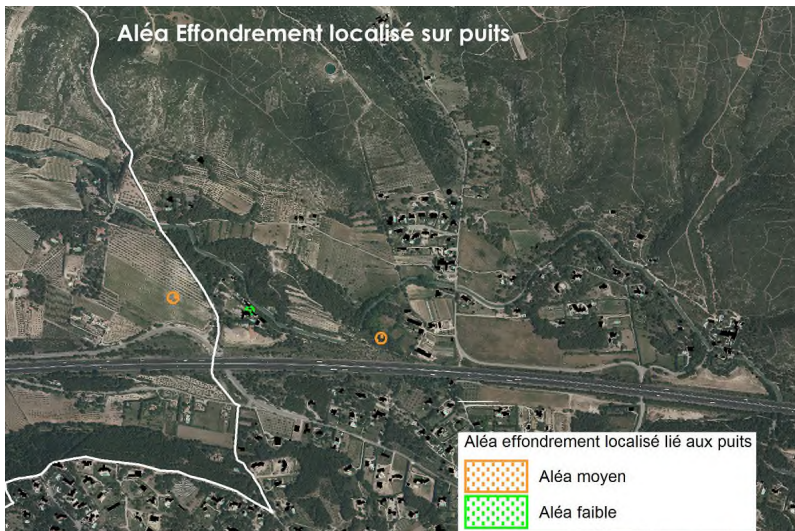 Aléa Effondrement localisé sur puits
Aléa effondrement localisé lié aux puits
Aléa moyen
Aléa faible